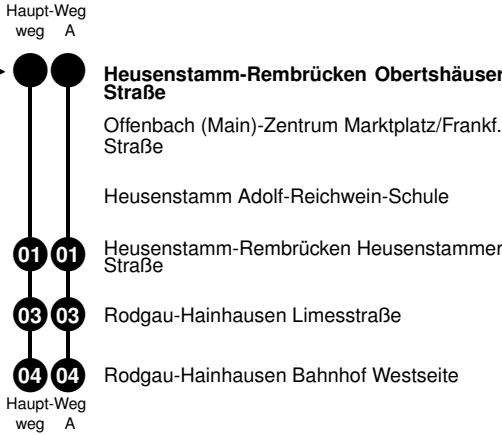 Haupt-Weg
weg A
Heusenstamm-Rembrücken Obertshäuser
Straße
Offenbach (Main)-Zentrum Marktplatz/Frankf.
Straße
Heusenstamm Adolf-Reichwein-Schule
01 01 Heusenstamm-Rembrücken Heusenstammer
Straße
03 03 Rodgau-Hainhausen Limesstraße
04 04 Rodgau-Hainhausen Bahnhof Westseite
Haupt-Weg
weg A